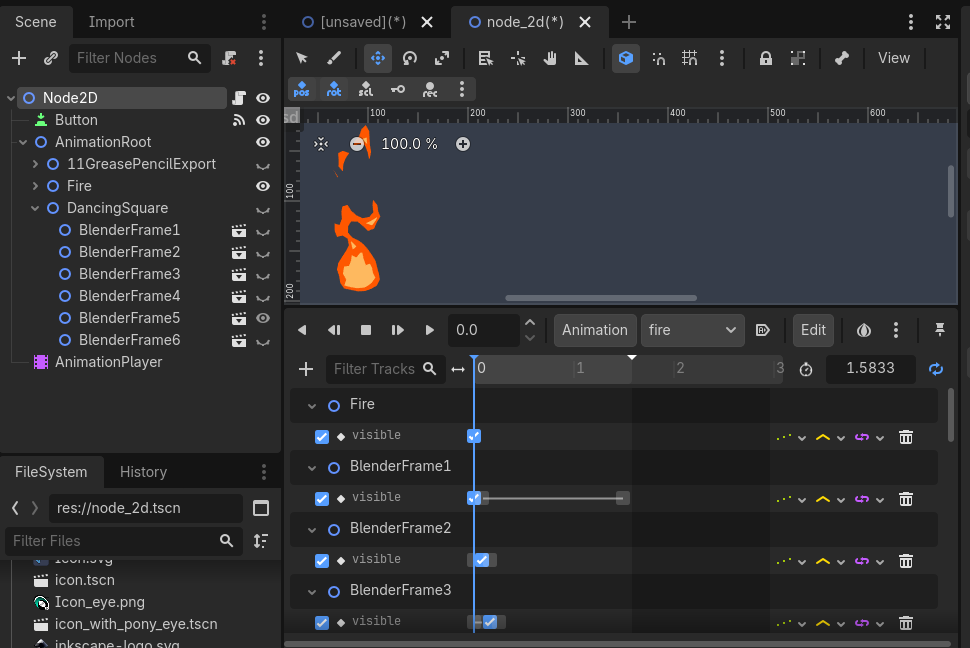 Scene
Import
[unsaved](*)
node_2d(*)
Filter Nodes
View
pos
rot
scl
rec
Node2D
Button
AnimationRoot
11GreasePencilExport
Fire
DancingSquare
BlenderFrame1
BlenderFrame2
BlenderFrame3
BlenderFrame4
BlenderFrame5
BlenderFrame6
AnimationPlayer
100
200
300
400
500
600
100.0 %
100
200
0.0
Animation
fire
Edit
Filter Tracks
0
1
2
3
1.5833
Fire
visible
BlenderFrame1
visible
BlenderFrame2
visible
BlenderFrame3
visible
FileSystem
History
res://node_2d.tscn
Filter Files
icon.svg
icon.tscn
Icon_eye.png
icon_with_pony_eye.tscn
inkscape-logo.svg